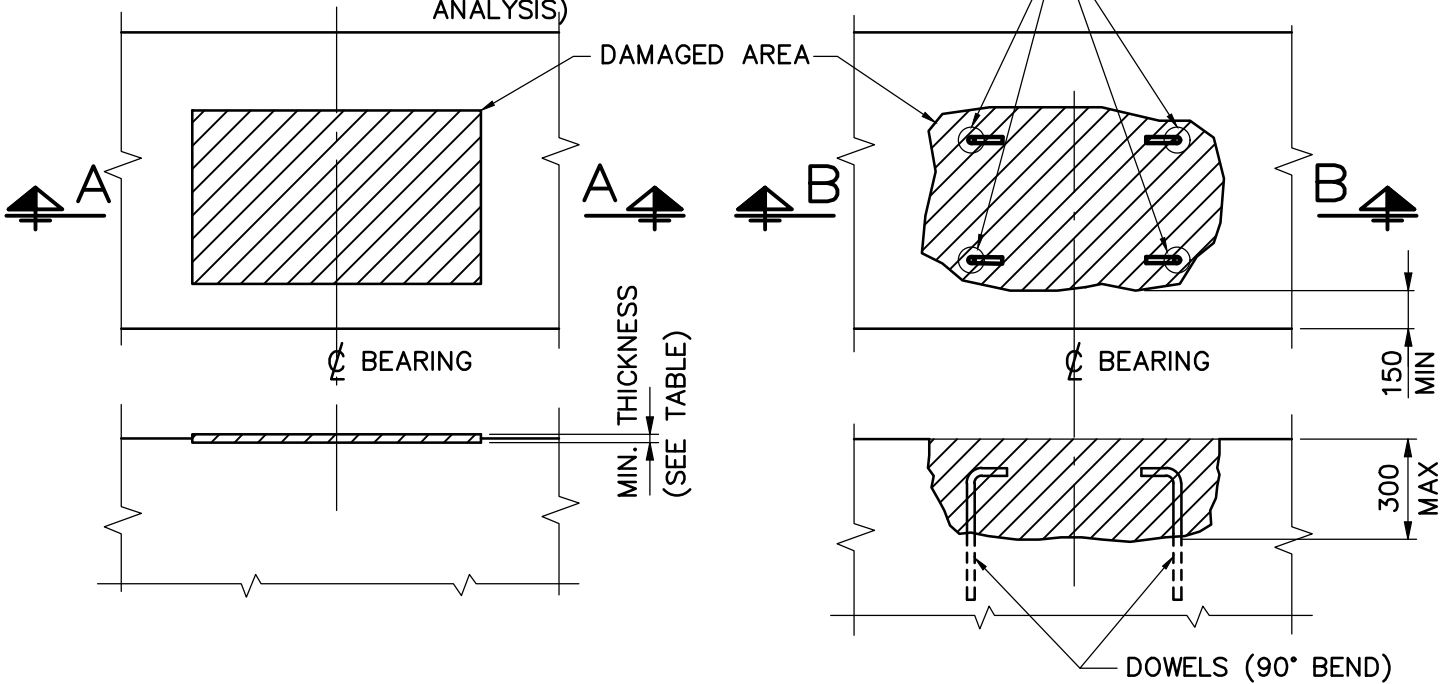 ANALYSIS)
DAMAGED AREA
A
A
B
B
℄ BEARING
℄ BEARING
150
MIN
MIN. THICKNESS
(SEE TABLE)
300
MAX
DOWELS (90° BEND)